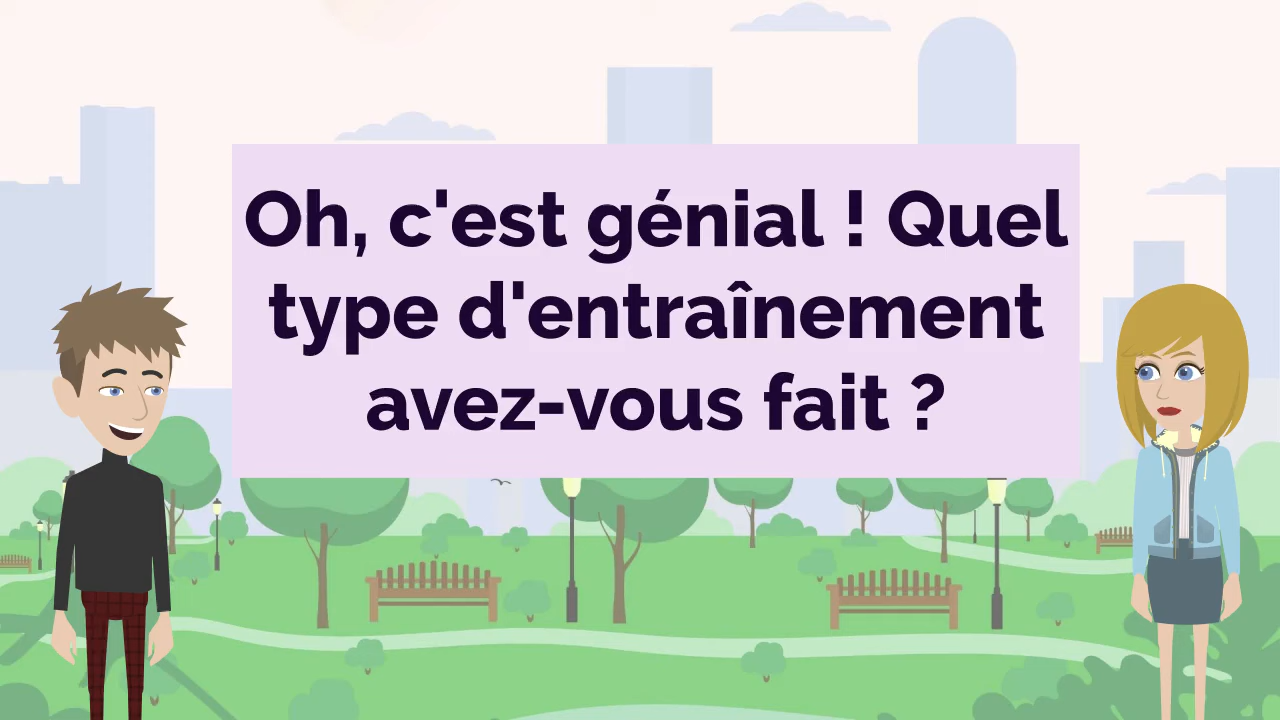 Oh, c'est génial ! Quel
type d'entraînement
avez-vous fait ?